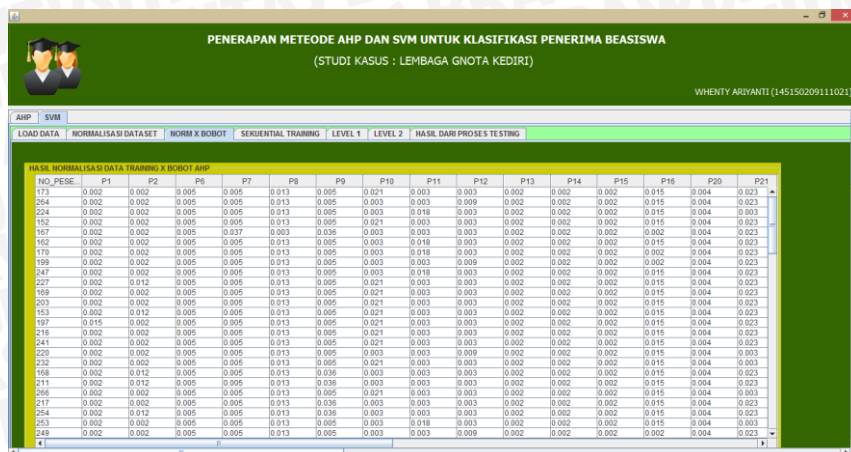 PENERAPAN METEODE AHP DAN SVM UNTUK KLASIFIKASI PENERIMA BEASISWA
(STUDI KASUS : LEMBAGA GNOTA KEDIRI)
WHENTY ARIYANTI (145150209111021)
AHP SVM
LOAD DATA NORMALISASI DATASET NORM X BOBOT SEKUENTIAL TRAINING LEVEL 1 LEVEL 2 HASIL DARI PROSES TESTING
HASIL NORMALISASI DATA TRAINING X BOBOT AHP
NO_PESE... P1 P2 P6 P7 P8 P9 P10 P11 P12 P13 P14 P15 P16 P20 P21
173 0.002 0.002 0.005 0.005 0.013 0.005 0.021 0.003 0.003 0.002 0.002 0.002 0.015 0.004 0.023
264 0.002 0.002 0.005 0.005 0.013 0.005 0.003 0.003 0.009 0.002 0.002 0.002 0.015 0.004 0.023
224 0.002 0.002 0.005 0.005 0.013 0.005 0.003 0.018 0.003 0.002 0.002 0.002 0.015 0.004 0.003
152 0.002 0.002 0.005 0.005 0.013 0.005 0.021 0.003 0.003 0.002 0.002 0.002 0.015 0.004 0.023
167 0.002 0.002 0.005 0.037 0.003 0.036 0.003 0.003 0.003 0.002 0.002 0.002 0.002 0.004 0.023
162 0.002 0.002 0.005 0.005 0.013 0.005 0.003 0.018 0.003 0.002 0.002 0.002 0.015 0.004 0.023
170 0.002 0.002 0.005 0.005 0.013 0.005 0.003 0.018 0.003 0.002 0.002 0.002 0.002 0.004 0.023
199 0.002 0.002 0.005 0.005 0.013 0.005 0.003 0.003 0.009 0.002 0.002 0.002 0.002 0.004 0.023
247 0.002 0.002 0.005 0.005 0.013 0.005 0.003 0.018 0.003 0.002 0.002 0.002 0.015 0.004 0.023
227 0.002 0.012 0.005 0.005 0.013 0.005 0.021 0.003 0.003 0.002 0.002 0.002 0.015 0.004 0.023
169 0.002 0.002 0.005 0.005 0.013 0.005 0.021 0.003 0.003 0.002 0.002 0.002 0.015 0.004 0.023
203 0.002 0.002 0.005 0.005 0.013 0.005 0.021 0.003 0.003 0.002 0.002 0.002 0.015 0.004 0.023
153 0.002 0.012 0.005 0.005 0.013 0.005 0.021 0.003 0.003 0.002 0.002 0.002 0.015 0.004 0.023
197 0.015 0.002 0.005 0.005 0.013 0.005 0.021 0.003 0.003 0.002 0.002 0.002 0.015 0.004 0.023
216 0.002 0.002 0.005 0.005 0.013 0.005 0.021 0.003 0.003 0.002 0.002 0.002 0.015 0.004 0.023
241 0.002 0.002 0.005 0.005 0.013 0.005 0.021 0.003 0.003 0.002 0.002 0.002 0.015 0.004 0.023
220 0.002 0.002 0.005 0.005 0.013 0.005 0.003 0.003 0.009 0.002 0.002 0.002 0.015 0.004 0.003
232 0.002 0.002 0.005 0.005 0.013 0.005 0.021 0.003 0.003 0.002 0.002 0.002 0.015 0.004 0.023
168 0.002 0.012 0.005 0.005 0.013 0.036 0.003 0.003 0.003 0.002 0.002 0.002 0.015 0.004 0.023
211 0.002 0.012 0.005 0.005 0.013 0.036 0.003 0.003 0.003 0.002 0.002 0.002 0.015 0.004 0.023
266 0.002 0.002 0.005 0.005 0.013 0.005 0.021 0.003 0.003 0.002 0.002 0.002 0.015 0.004 0.003
217 0.002 0.002 0.005 0.005 0.013 0.036 0.003 0.003 0.003 0.002 0.002 0.002 0.015 0.004 0.023
254 0.002 0.012 0.005 0.005 0.013 0.036 0.003 0.003 0.003 0.002 0.002 0.002 0.015 0.004 0.023
253 0.002 0.002 0.005 0.005 0.013 0.005 0.003 0.018 0.003 0.002 0.002 0.002 0.015 0.004 0.003
249 0.002 0.002 0.005 0.005 0.013 0.005 0.003 0.003 0.009 0.002 0.002 0.002 0.002 0.004 0.023